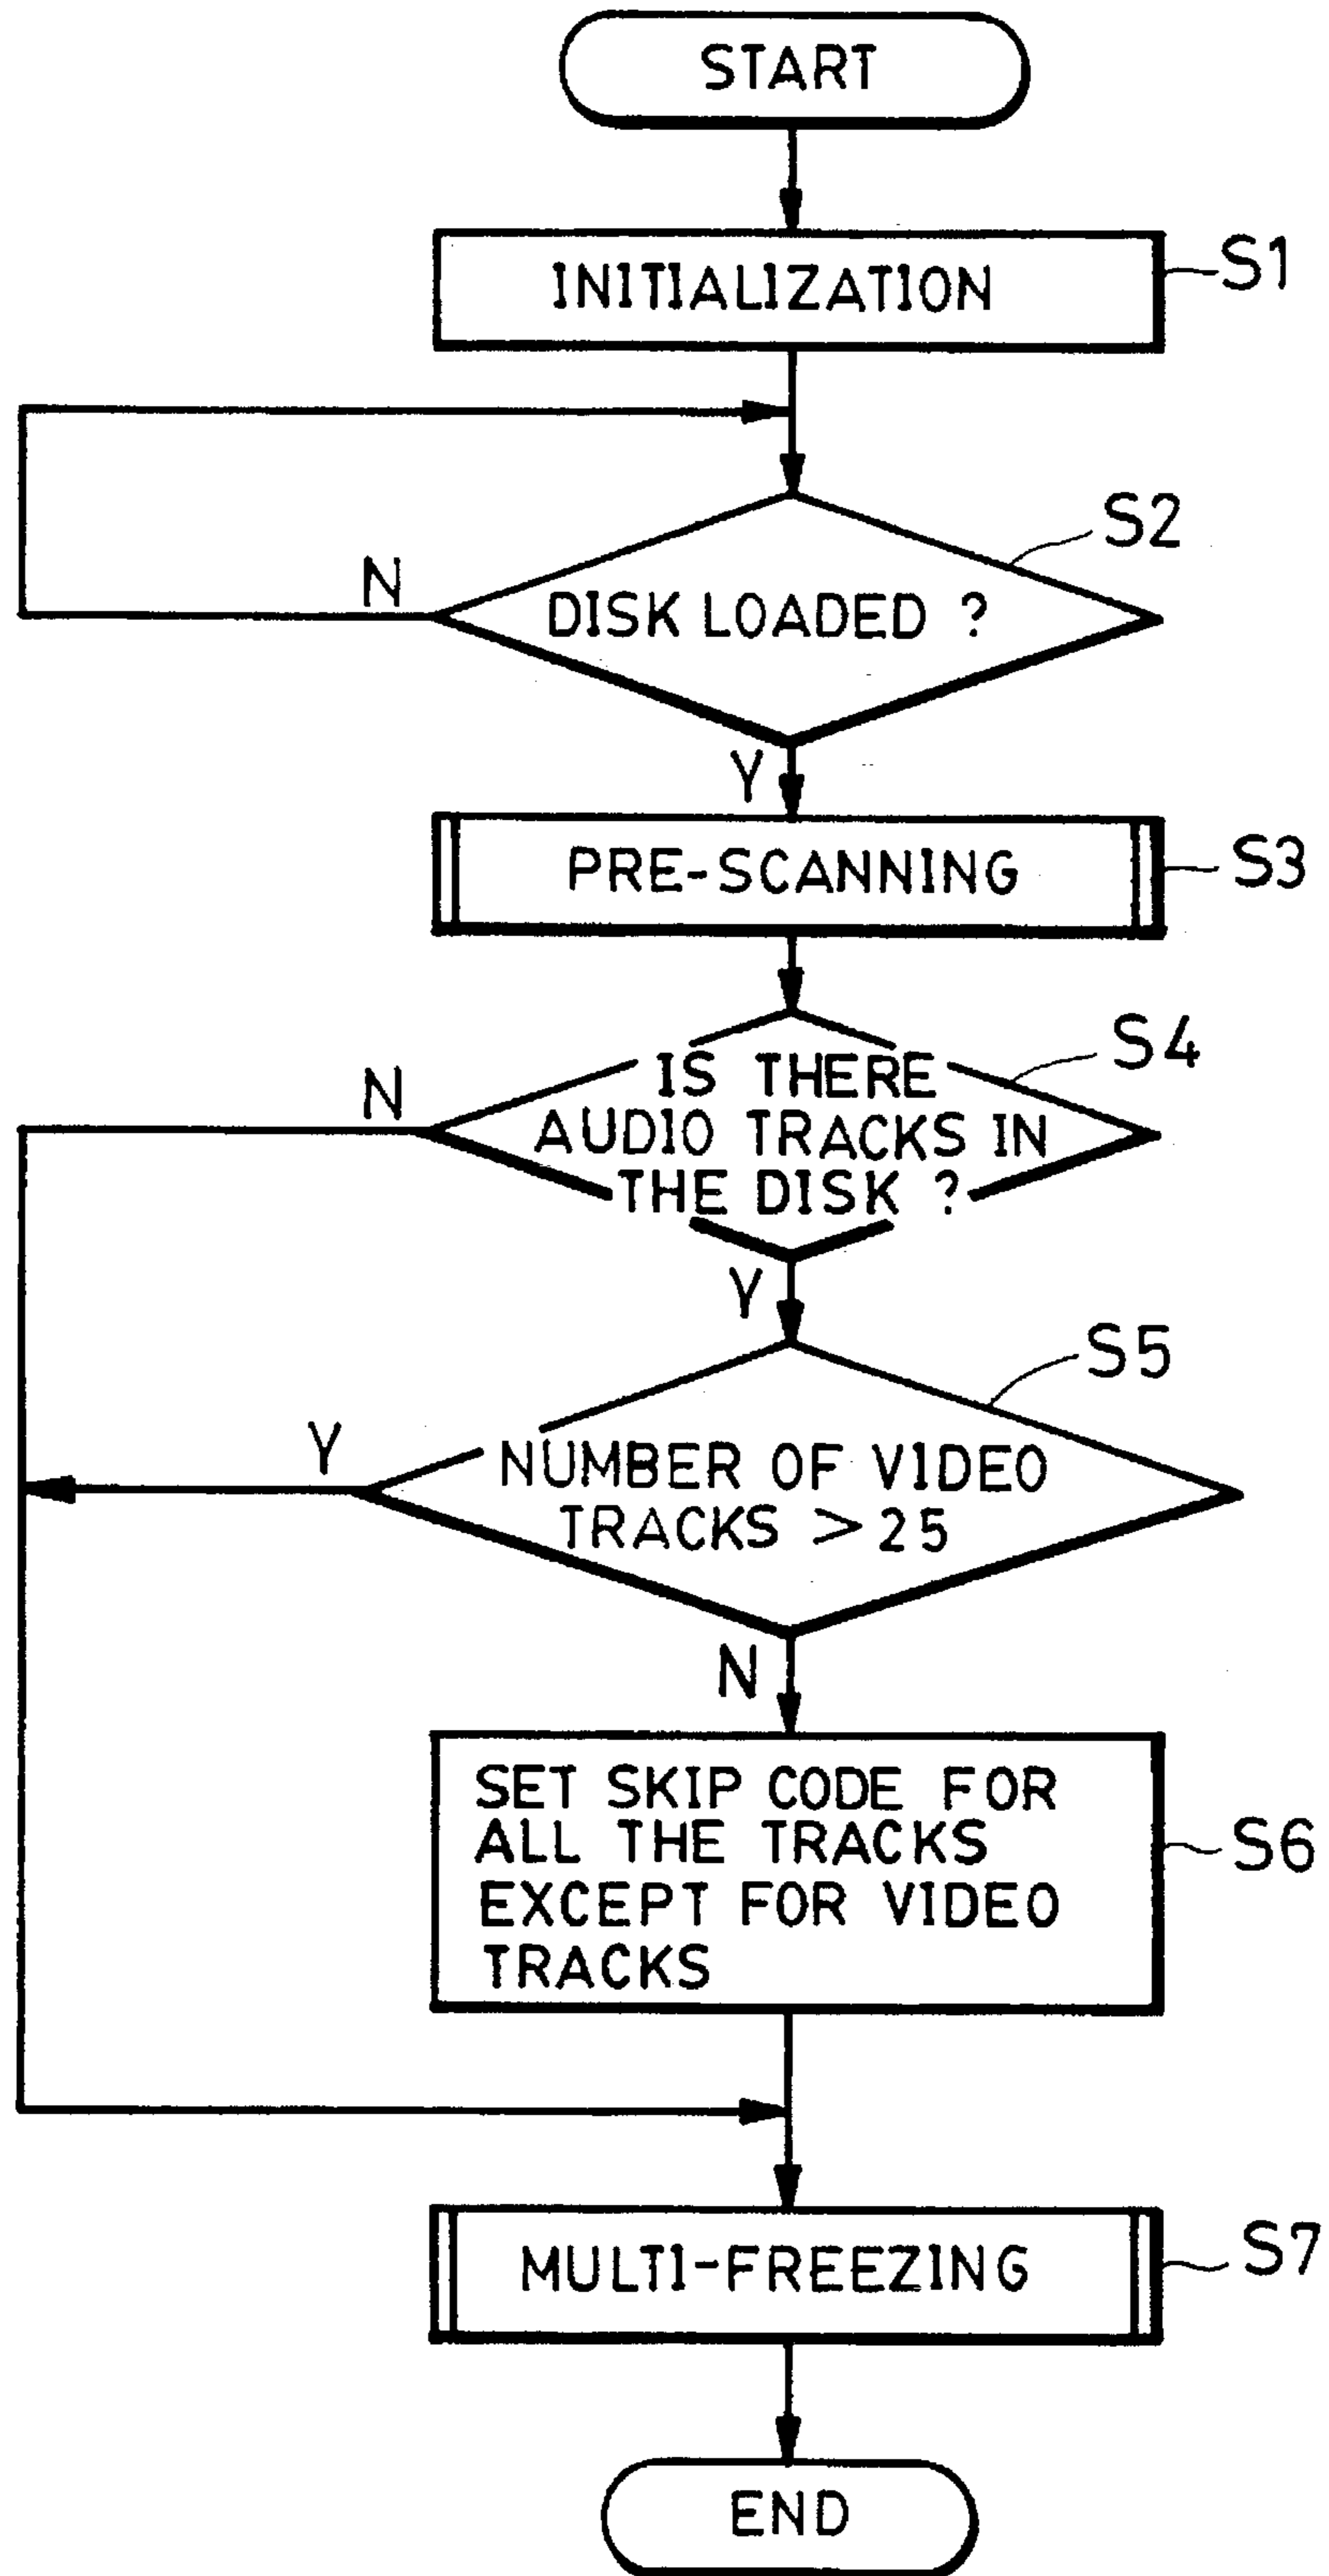 START
INITIALIZATION
S1
S2
N
DISK LOADED ?
Y
PRE-SCANNING
S3
S4
N
IS THERE
AUDIO TRACKS IN
THE DISK ?
Y
S5
Y
NUMBER OF VIDEO
TRACKS > 25
N
SET SKIP CODE FOR
ALL THE TRACKS
EXCEPT FOR VIDEO
TRACKS
S6
MULTI-FREEZING
S7
END